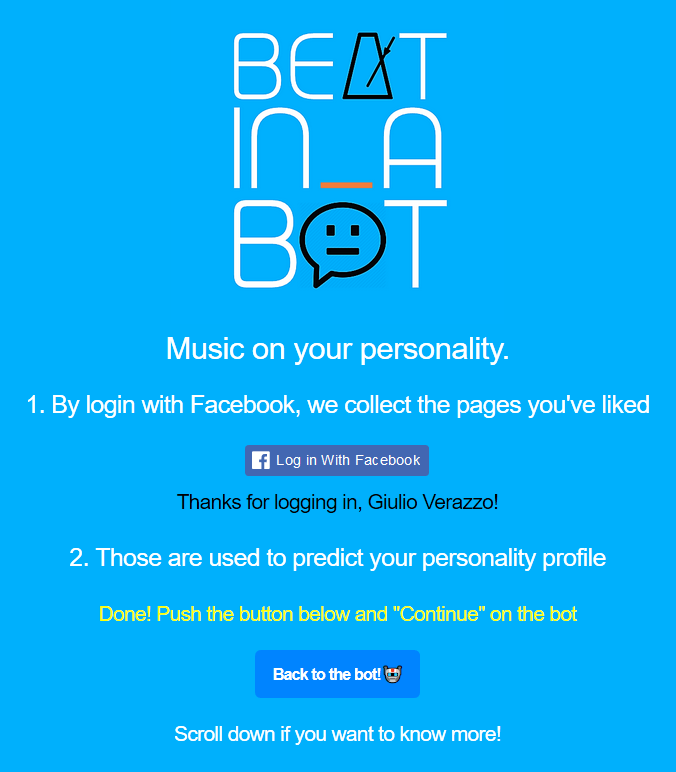 BEAT
IN_A
BOT
Music on your personality.
1. By login with Facebook, we collect the pages you've liked
Log in With Facebook
Thanks for logging in, Giulio Verazzo!
2. Those are used to predict your personality profile
Done! Push the button below and "Continue" on the bot
Back to the bot!
Scroll down if you want to know more!